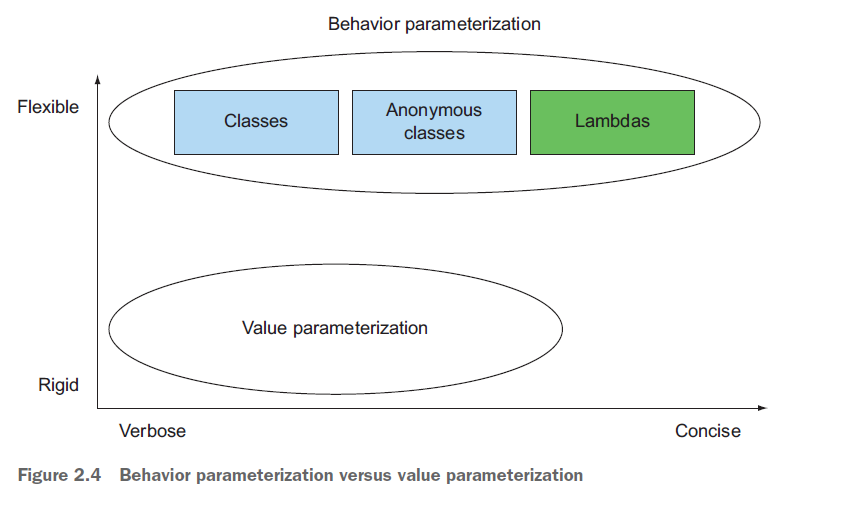 Behavior parameterization
Flexible
Classes
Anonymous
classes
Lambdas
Value parameterization
Rigid
Verbose
Concise
Figure 2.4 Behavior parameterization versus value parameterization